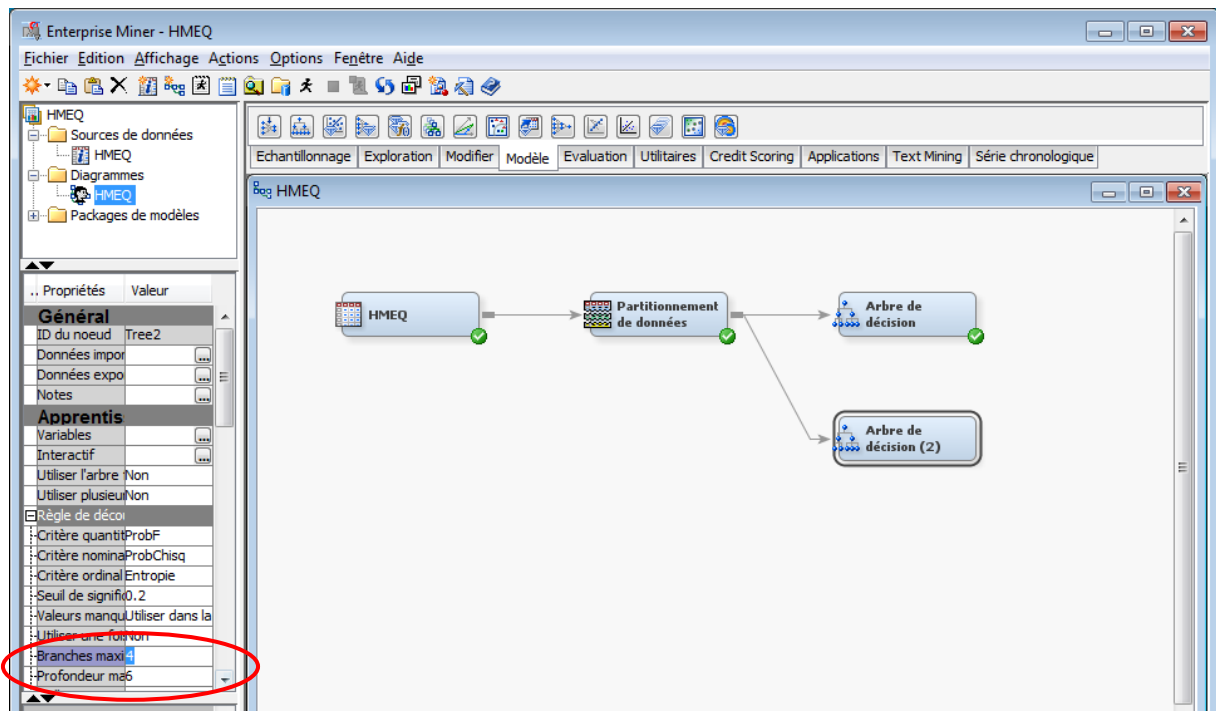 Enterprise Miner - HMEQ
Fichier Edition Affichage Actions Options Fenêtre Aide
HMEQ
Sources de données
HMEQ
Diagrammes
HMEQ
Packages de modèles
Echantillonnage Exploration Modifier Modèle Evaluation Utilitaires Credit Scoring Applications Text Mining Série chronologique
HMEQ
HMEQ
Partitionnement
de données
Arbre de
décision
Arbre de
décision (2)
.. Propriétés Valeur
Général
ID du noeud Tree2
Données impor ...
Données expo ...
Notes ...
Apprentis
Variables ...
Interactif ...
Utiliser l'arbre Non
Utiliser plusieu Non
Règle de déco
Critère quantit ProbF
Critère nomina ProbChisq
Critère ordinal Entropie
Seuil de signifi 0.2
Valeurs manqu Utiliser dans la
Utiliser une foi Non
Branches maxi 4
Profondeur ma 6